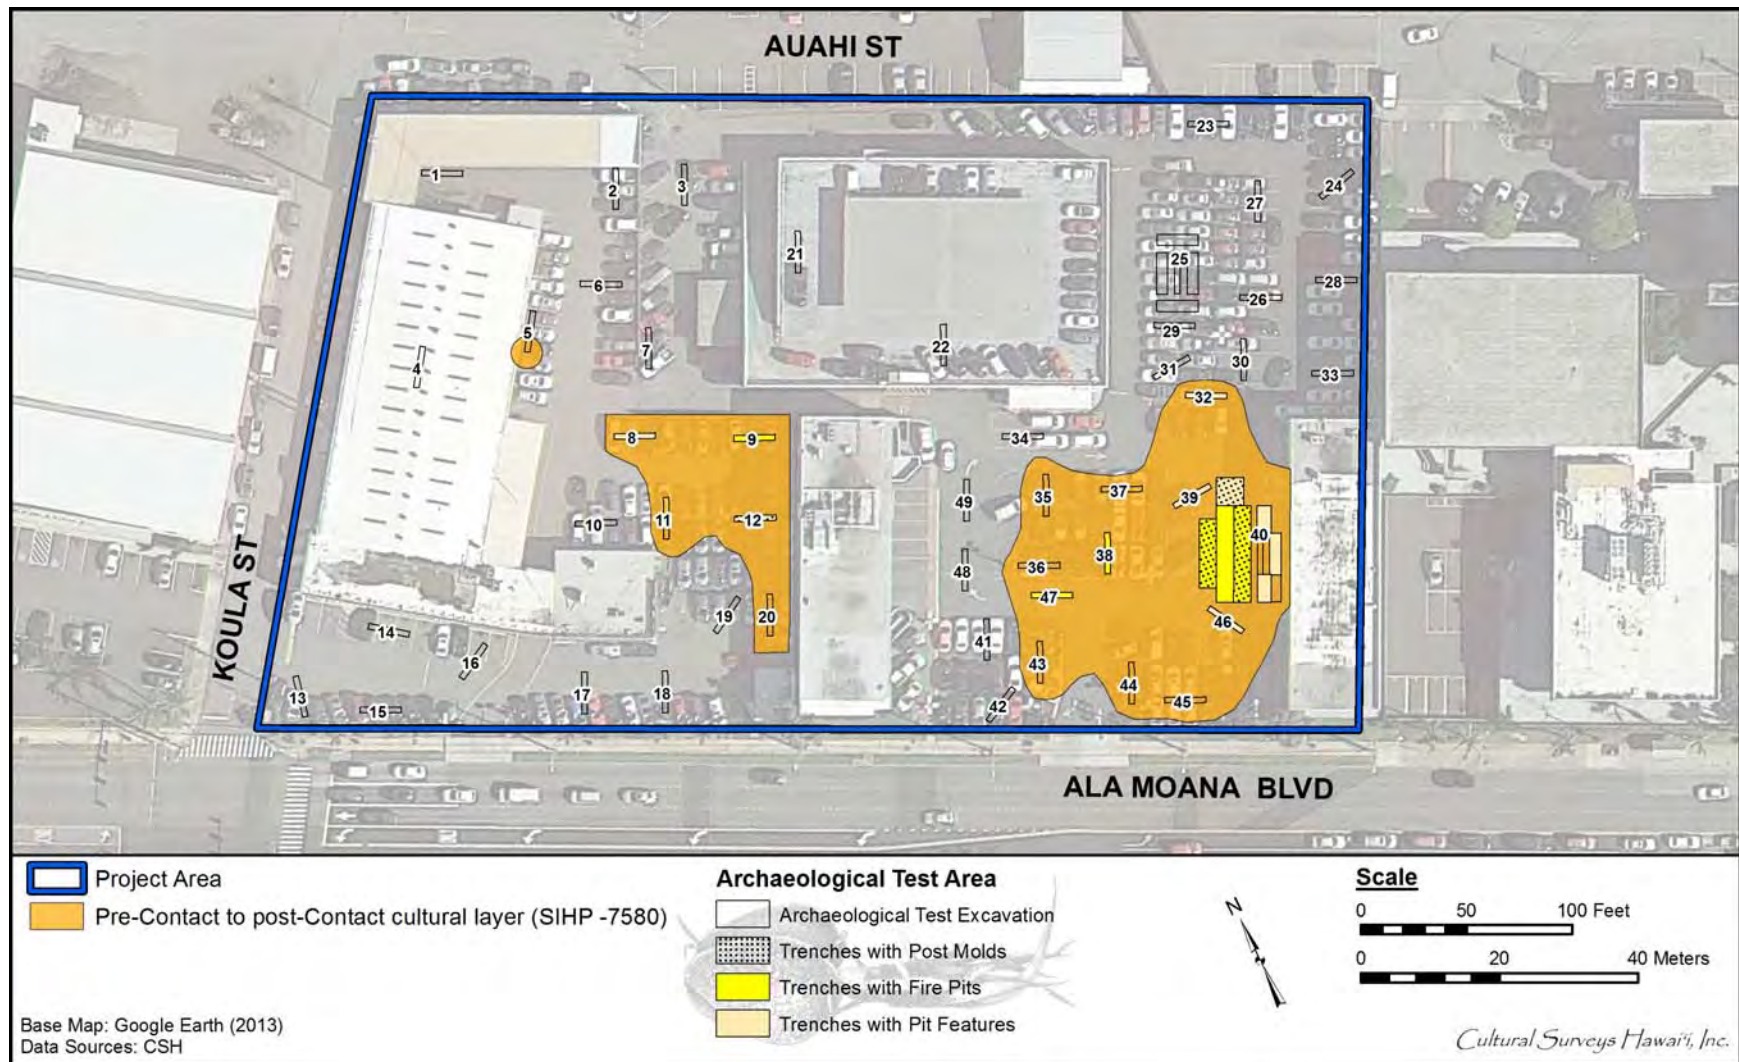 AUAHI ST
23
1
2
3
24
27
21
25
6
28
26
5
29
7
22
30
4
31
33
32
8
9
34
35
37
39
49
10
11
12
40
38
36
48
47
19
20
46
14
41
16
43
KOULA ST
13
17
18
44
15
42
45
ALA MOANA BLVD
Project Area
Pre-Contact to post-Contact cultural layer (SIHP -7580)
Base Map: Google Earth (2013)
Data Sources: CSH
Archaeological Test Area
Archaeological Test Excavation
Trenches with Post Molds
Trenches with Fire Pits
Trenches with Pit Features
N
Scale
0 50 100 Feet
0 20 40 Meters
Cultural Surveys Hawai'i, Inc.